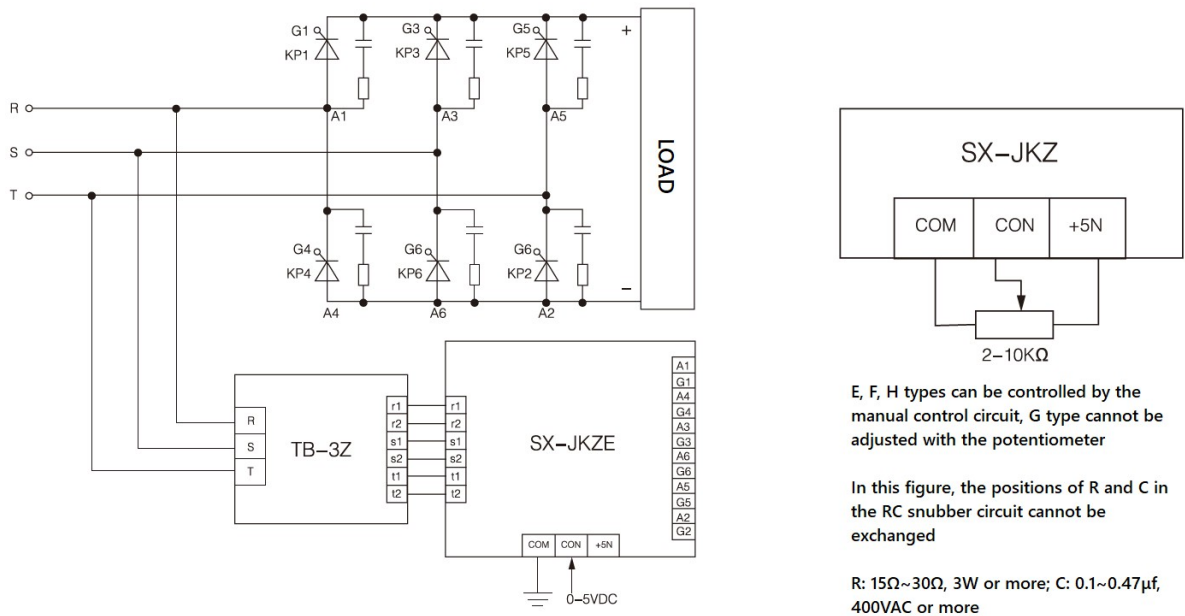 G1 G3 G5
KP1 KP3 KP5
+
R
A1 A3 A5
S
T
LOAD
G4 G6 G6
KP4 KP6 KP2
−
A4 A6 A2
TB−3Z
R
S
T
r1
r2
s1
s2
t1
t2
SX−JKZE
r1
r2
s1
s2
t1
t2
A1
G1
A4
G4
A3
G3
A6
G6
A5
G5
A2
G2
COM CON +5N
0−5VDC
SX−JKZ
COM CON +5N
2−10KΩ
E, F, H types can be controlled by the
manual control circuit, G type cannot be
adjusted with the potentiometer
In this figure, the positions of R and C in
the RC snubber circuit cannot be
exchanged
R: 15Ω~30Ω, 3W or more; C: 0.1~0.47μf,
400VAC or more